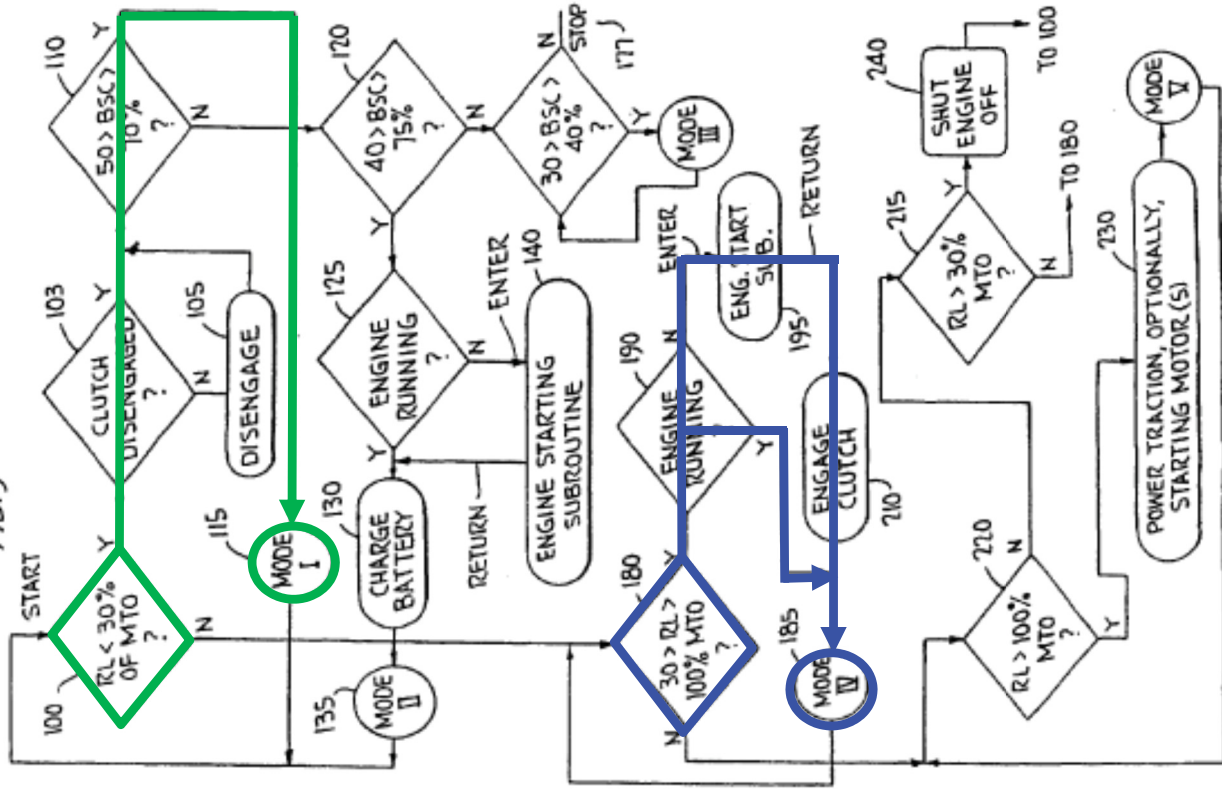 START
100
RL < 30%
OF MTO
?
Y
N
103
CLUTCH
DISENGAGED
?
Y
N
105
DISENGAGE
110
50 > BSC >
70%
?
Y
N
115
MODE
I
120
40 > BSC >
75%
?
Y
N
125
ENGINE
RUNNING
?
Y
N
ENTER
140
ENGINE STARTING
SUBROUTINE
RETURN
130
CHARGE
BATTERY
135
MODE
II
30 > BSC >
40%
?
N
STOP
177
Y
MODE
III
180
30 > RL >
100% MTO
?
Y
N
190
ENGINE
RUNNING
?
N
Y
ENTER
ENG. START
SUB.
195
RETURN
ENGAGE
CLUTCH
210
185
MODE
IV
220
RL > 100%
MTO
?
N
Y
215
RL > 30%
MTO
?
Y
N
TO 180
240
SHUT
ENGINE
OFF
TO 100
230
POWER TRACTION, OPTIONALLY,
STARTING MOTOR(S)
MODE
V